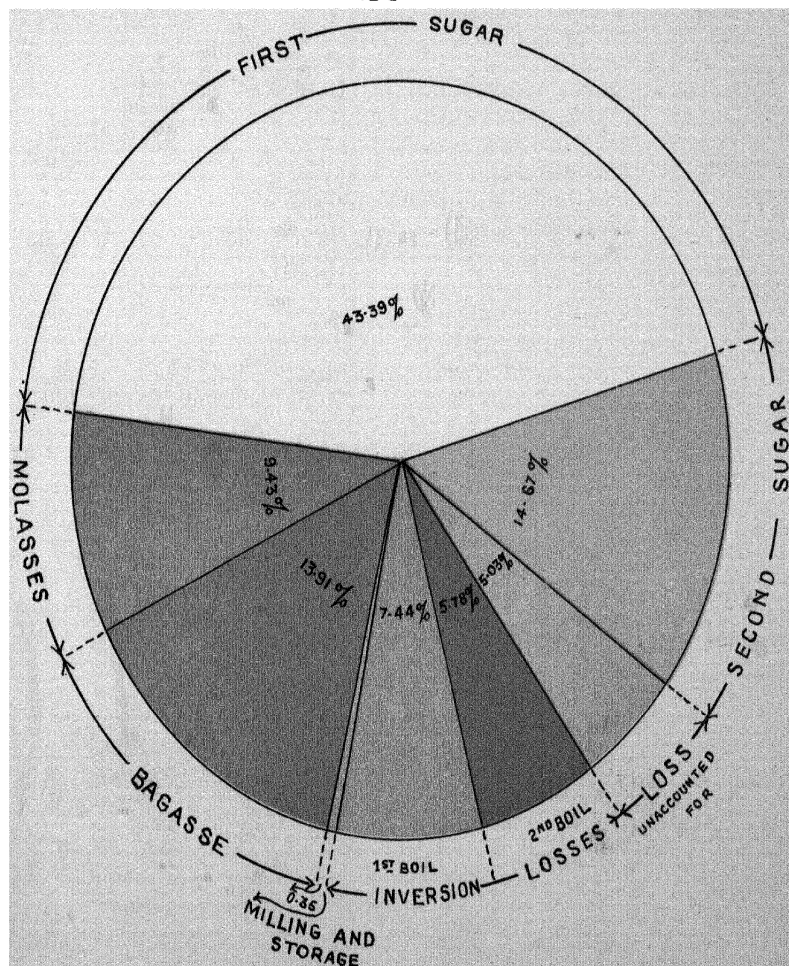 FIRST SUGAR
43·39%
SECOND SUGAR
14·67%
MOLASSES
9·43%
13·91%
7·44%
5·78%
5·03%
BAGASSE
0·35
MILLING AND
STORAGE
1ST BOIL
2ND BOIL
INVERSION LOSSES
LOSS
UNACCOUNTED
FOR